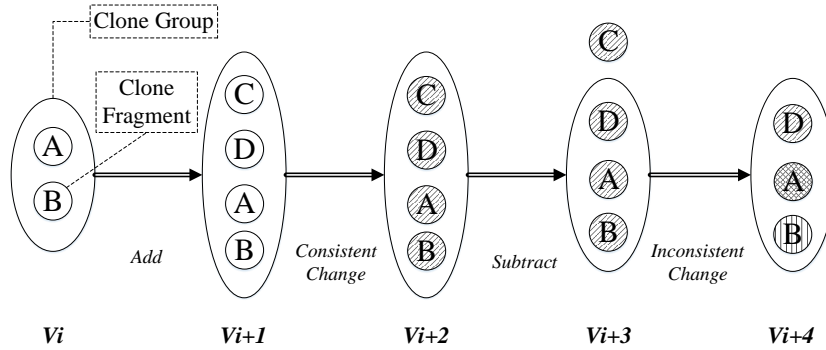 Clone Group
Clone
Fragment
A
B
C
D
A
B
C
D
A
B
C
D
A
B
D
A
B
Add
Consistent
Change
Subtract
Inconsistent
Change
Vi
Vi+1
Vi+2
Vi+3
Vi+4